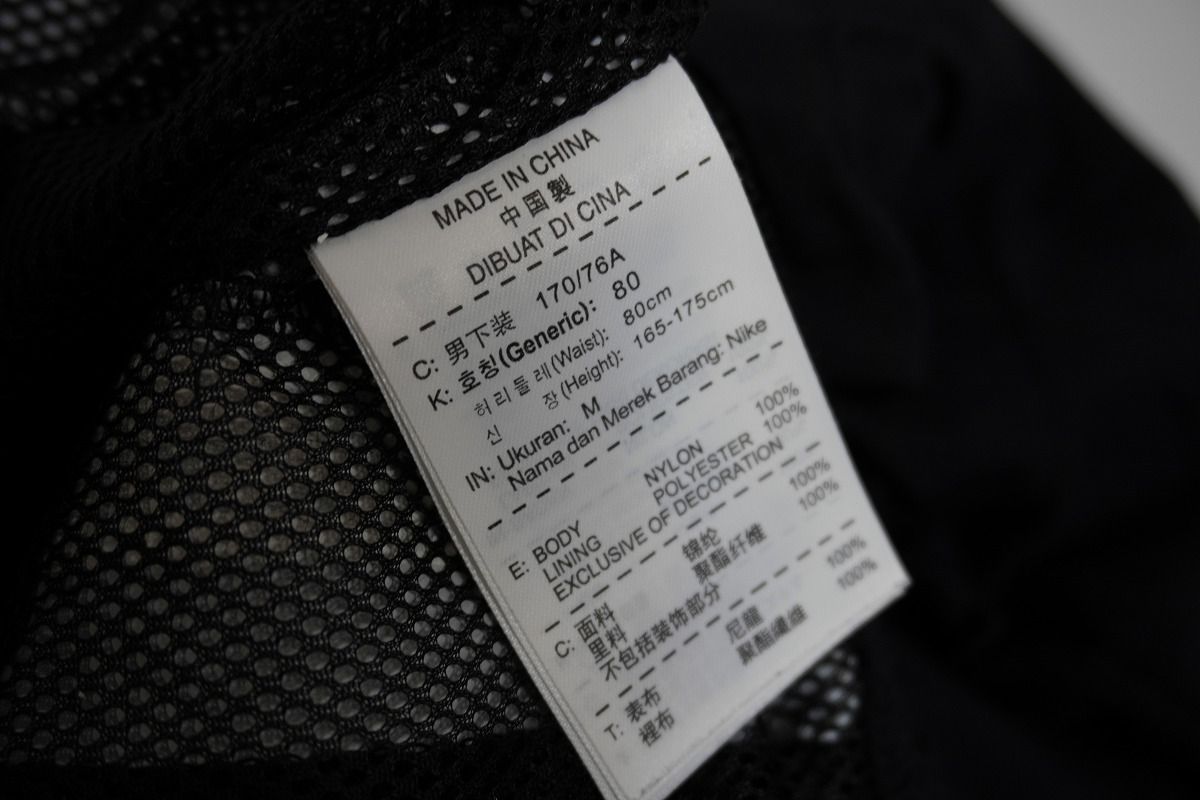 MADE IN CHINA
中国製
DIBUAT DI CINA
C: 男下装 170/76A
K: 호칭(Generic): 80
허리둘레(Waist): 80cm
신 장(Height): 165-175cm
IN: Ukuran: M
Nama dan Merek Barang: Nike
E: BODY NYLON 100%
LINING POLYESTER 100%
EXCLUSIVE OF DECORATION
C: 面料 锦纶 100%
里料 聚酯纤维 100%
不包括装饰部分
T: 表布 尼龍 100%
裡布 聚酯纖維 100%